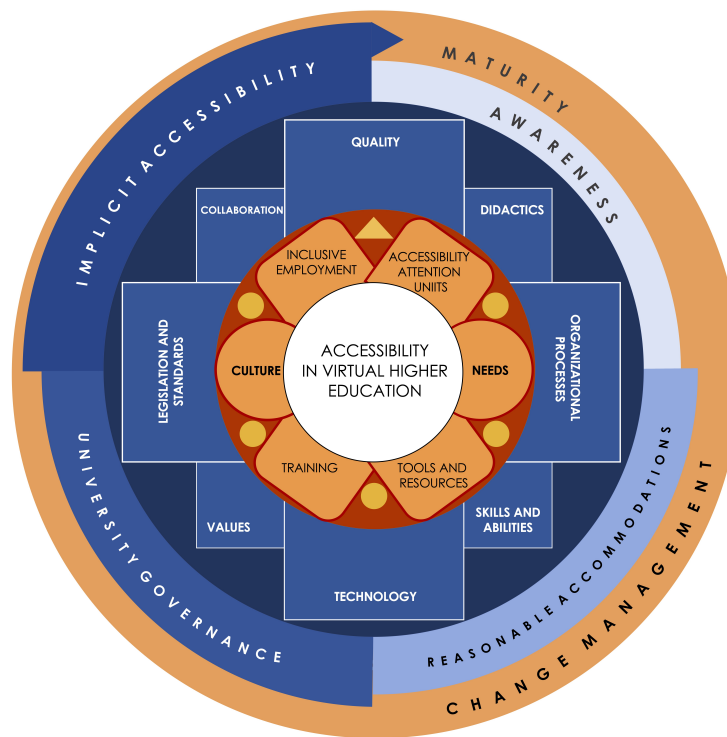 MATURITY
AWARENESS
IMPLICIT ACCESSIBILITY
QUALITY
COLLABORATION
DIDACTICS
INCLUSIVE
EMPLOYMENT
ACCESSIBILITY
ATTENTION
UNIITS
LEGISLATION AND
STANDARDS
CULTURE
ACCESSIBILITY
IN VIRTUAL HIGHER
EDUCATION
NEEDS
ORGANIZATIONAL
PROCESSES
TRAINING
TOOLS AND
RESOURCES
VALUES
SKILLS AND
ABILITIES
TECHNOLOGY
UNIVERSITY GOVERNANCE
REASONABLE ACCOMMODATIONS
CHANGE MANAGEMENT